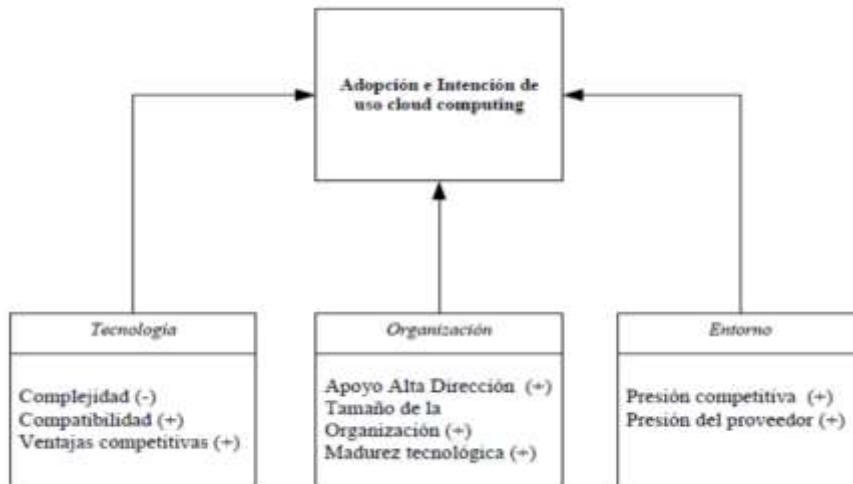 Adopción e Intención de
uso cloud computing
Tecnología
Complejidad (-)
Compatibilidad (+)
Ventajas competitivas (+)
Organización
Apoyo Alta Dirección (+)
Tamaño de la
Organización (+)
Madurez tecnológica (+)
Entorno
Presión competitiva (+)
Presión del proveedor (+)